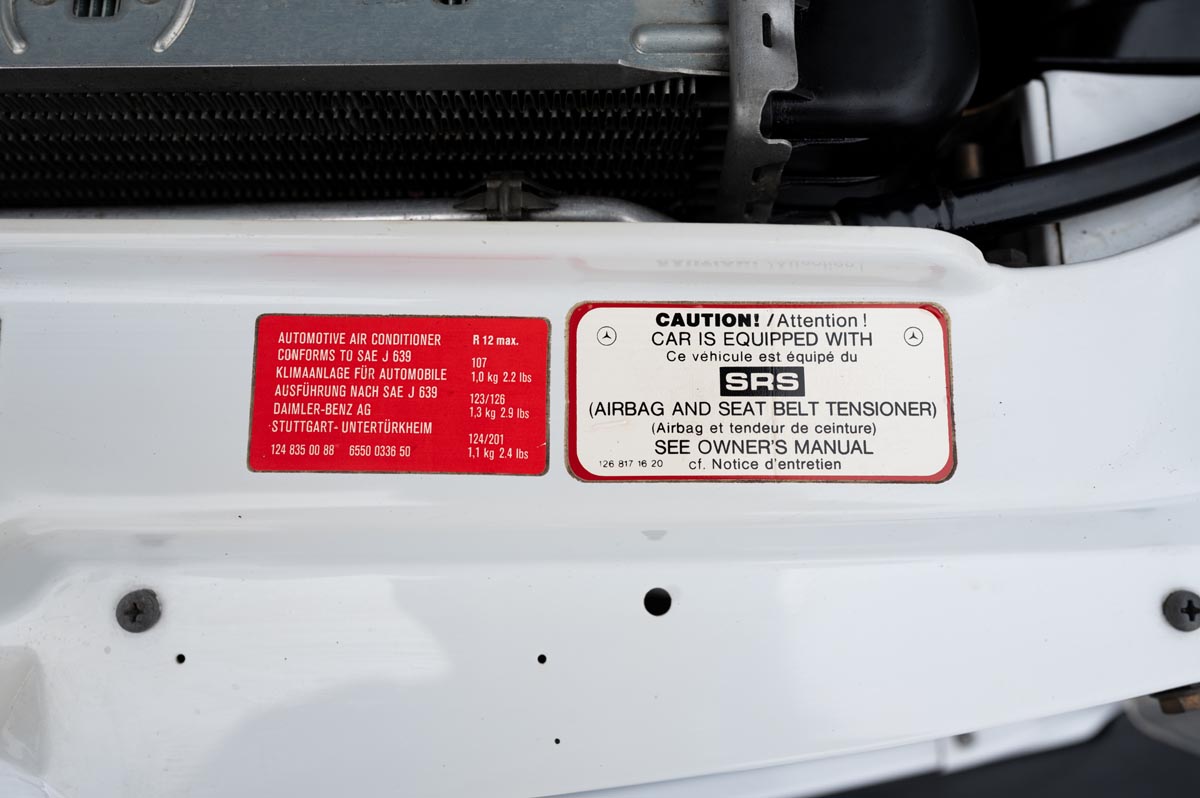 AUTOMOTIVE AIR CONDITIONER
CONFORMS TO SAE J 639
KLIMAANLAGE FÜR AUTOMOBILE
AUSFÜHRUNG NACH SAE J 639
DAIMLER-BENZ AG
STUTTGART- UNTERTÜRKHEIM
124 835 00 88 6550 0336 50
R 12 max.
107
1,0 kg 2.2 lbs
123/126
1,3 kg 2.9 lbs
124/201
1,1 kg 2.4 lbs
CAUTION! /Attention!
CAR IS EQUIPPED WITH
Ce véhicule est équipé du
SRS
(AIRBAG AND SEAT BELT TENSIONER)
(Airbag et tendeur de ceinture)
SEE OWNER'S MANUAL
126 817 16 20 cf. Notice d'entretien